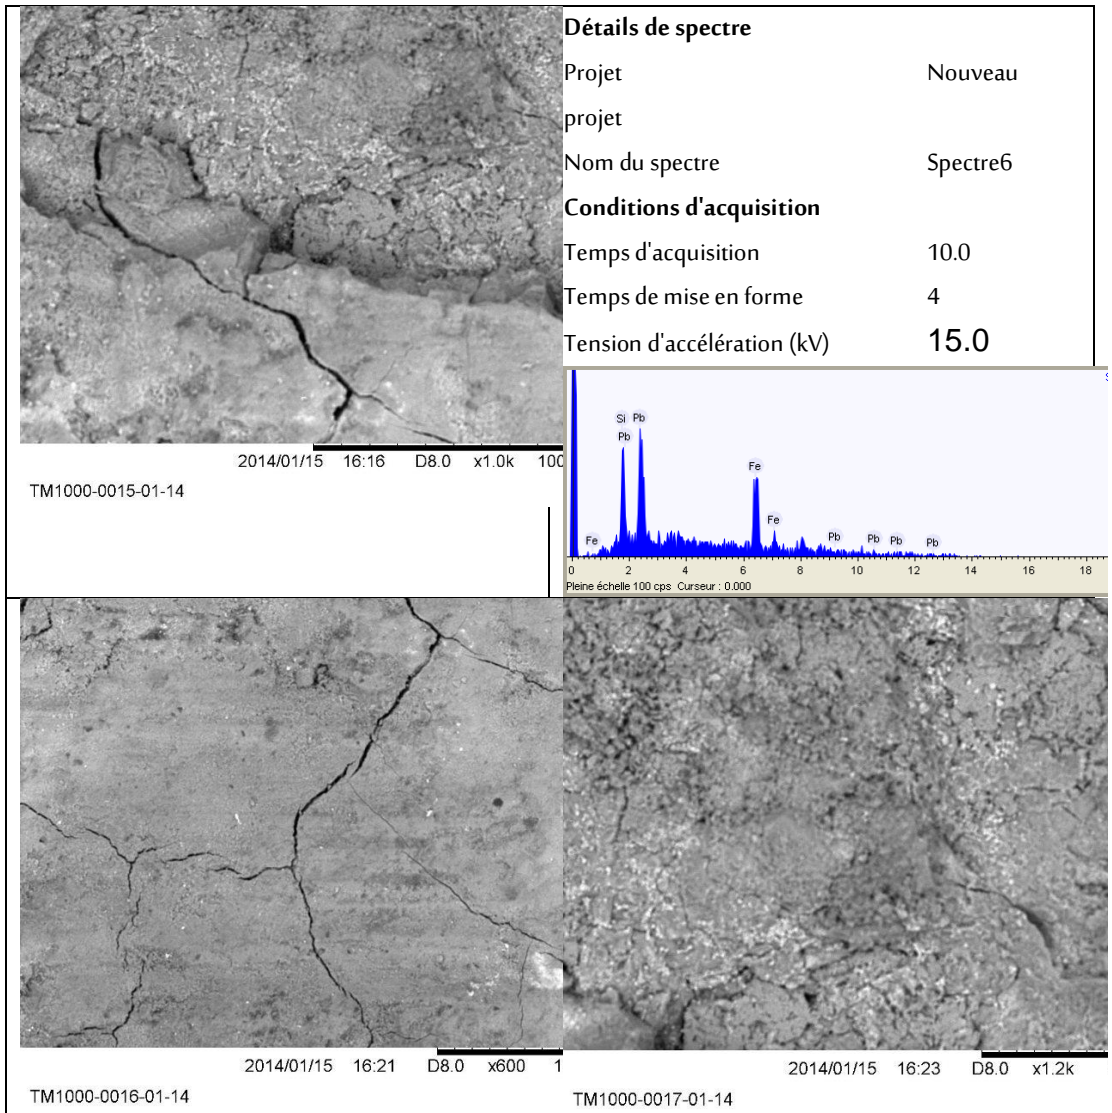 Détails de spectre
Projet Nouveau
projet
Nom du spectre Spectre6
Conditions d'acquisition
Temps d'acquisition 10.0
Temps de mise en forme 4
Tension d'accélération (kV) 15.0
2014/01/15 16:16 D8.0 x1.0k 100
TM1000-0015-01-14
Si Pb
Pb
Fe
Fe
Fe Pb Pb Pb Pb
0 2 4 6 8 10 12 14 16 18
Pleine échelle 100 cps Curseur : 0.000
2014/01/15 16:21 D8.0 x600 1
TM1000-0016-01-14
2014/01/15 16:23 D8.0 x1.2k
TM1000-0017-01-14